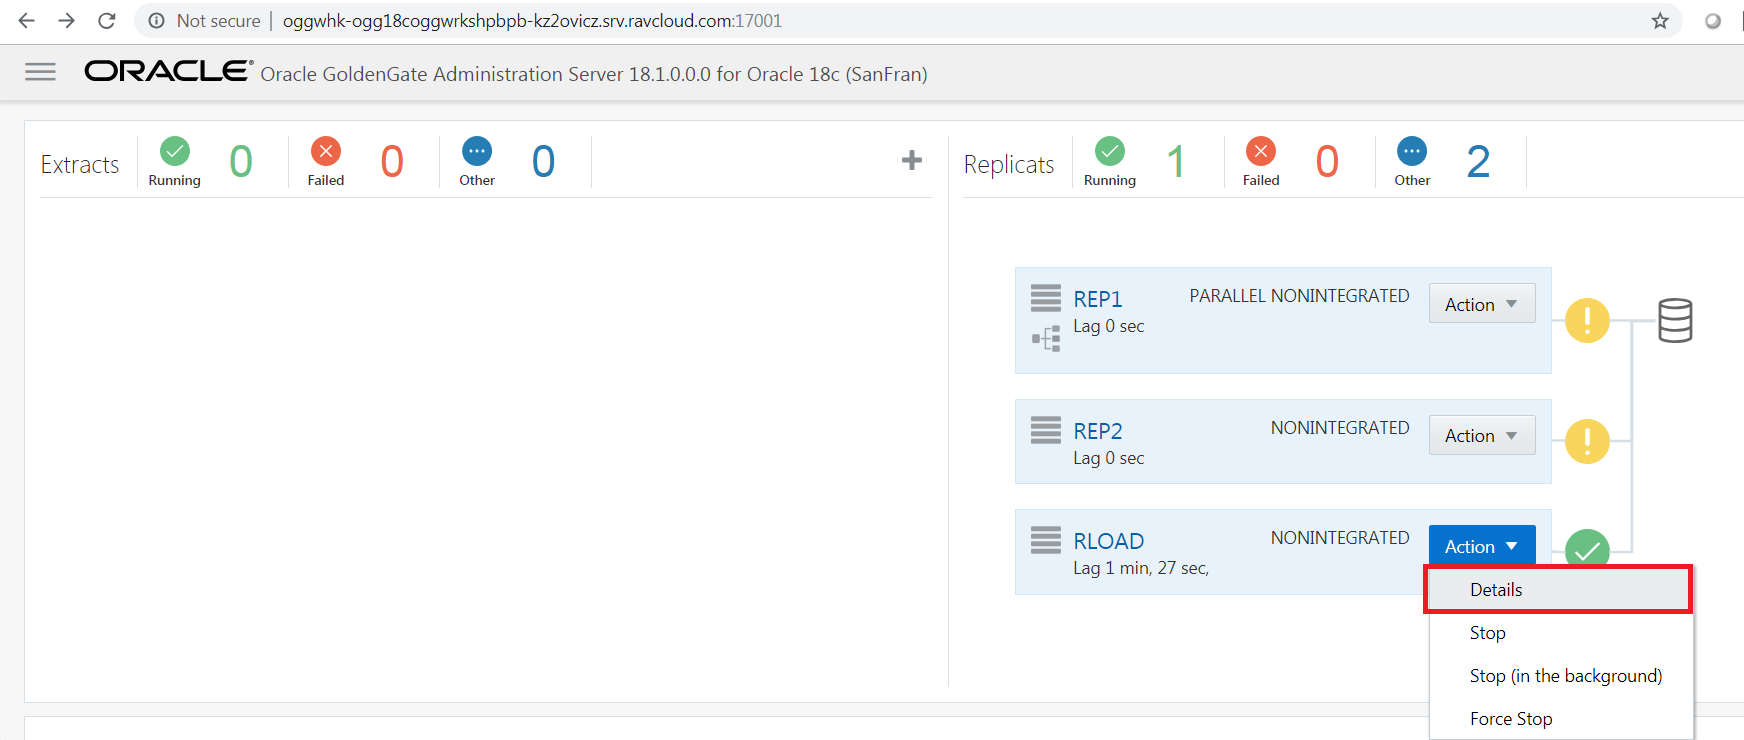 Not secure | oggwhk-ogg18coggwrkshpbpb-kz2ovicz.srv.ravcloud.com:17001
ORACLE® Oracle GoldenGate Administration Server 18.1.0.0.0 for Oracle 18c (SanFran)
Extracts
Running
0
Failed
0
Other
0
Replicats
Running
1
Failed
0
Other
2
REP1
Lag 0 sec
PARALLEL NONINTEGRATED
Action
REP2
Lag 0 sec
NONINTEGRATED
Action
RLOAD
Lag 1 min, 27 sec,
NONINTEGRATED
Action
Details
Stop
Stop (in the background)
Force Stop